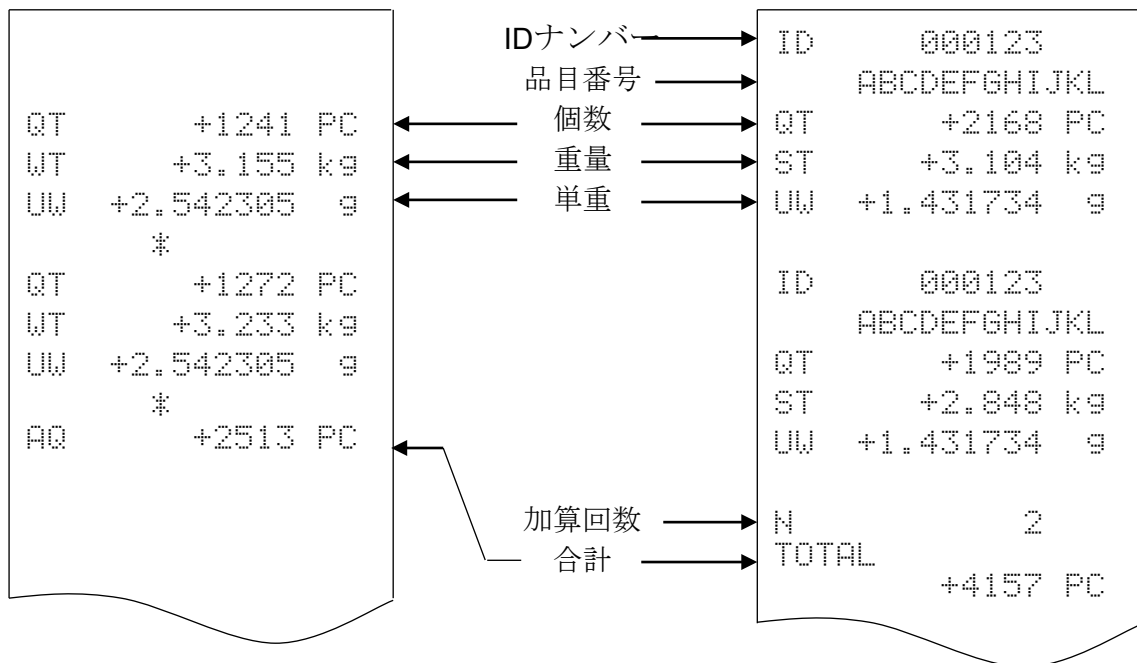 QT +1241 PC
WT +3.155 kg
UW +2.542305 g
*
QT +1272 PC
WT +3.233 kg
UW +2.542305 g
*
AQ +2513 PC
IDナンバー
品目番号
個数
重量
単重
加算回数
合計
ID 000123
ABCDEFGHIJKL
QT +2168 PC
ST +3.104 kg
UW +1.431734 g
ID 000123
ABCDEFGHIJKL
QT +1989 PC
ST +2.848 kg
UW +1.431734 g
N 2
TOTAL
+4157 PC